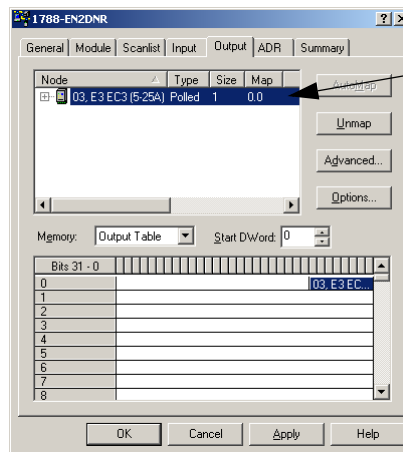 1788-EN2DNR
General Module Scanlist Input Output ADR Summary
Node Type Size Map
03, E3 EC3 (5-25A) Polled 1 0.0
AutoMap
Unmap
Advanced...
Options...
Memory: Output Table Start DWord: 0
Bits 31 - 0
0 03, E3 EC...
1
2
3
4
5
6
7
8
OK Cancel Apply Help